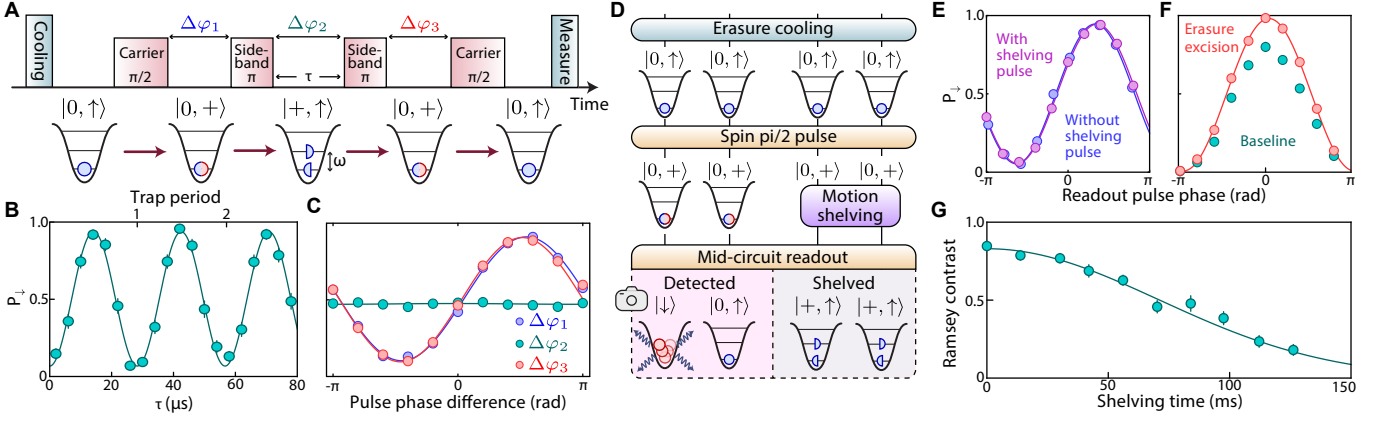 A
Δφ₁
Δφ₂
Δφ₃
Cooling
Carrier
π/2
Side-
band
π
τ
Side-
band
π
Carrier
π/2
Measure
Time
|0,↑⟩
|0,+⟩
|+,↑⟩
|0,+⟩
|0,↑⟩
ω
B
Trap period
1
2
P↓
1.0
0.5
0
0
20
40
60
80
τ (μs)
C
Δφ₁
Δφ₂
Δφ₃
-π
0
π
Pulse phase difference (rad)
D
Erasure cooling
|0,↑⟩
|0,↑⟩
|0,↑⟩
|0,↑⟩
Spin pi/2 pulse
|0,+⟩
|0,+⟩
|0,+⟩
|0,+⟩
Motion
shelving
Mid-circuit readout
Detected
Shelved
|↓⟩
|0,↑⟩
|+,↑⟩
|+,↑⟩
E
With
shelving
pulse
Without
shelving
pulse
P↓
1.0
0.5
0
-π
0
π
F
Erasure
excision
Baseline
-π
0
π
Readout pulse phase (rad)
G
Ramsey contrast
1.0
0.5
0
0
50
100
150
Shelving time (ms)